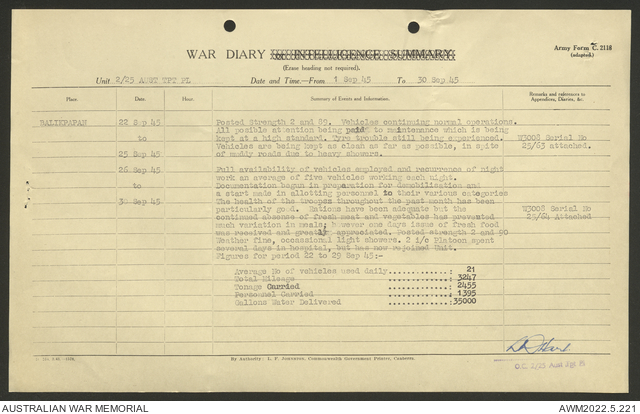 Army Form C. 2118
(adapted.)
WAR DIARY or INTELLIGENCE SUMMARY.
(Erase heading not required).
Unit 2/25 AUST TPT PL Date and Time.—From 1 Sep 45 To 30 Sep 45
Place. Date and Time. Hour. Summary of Events and Information. Remarks and references to
Appendices, Diaries, &c.
BALIKPAPAN 22 Sep 45 Posted Strength 2 and 89. Vehicles continuing normal operations.
All possible attention being paid to maintenance which is being
to kept at a high standard. Tyre trouble still being experienced. W3008 Serial No
Vehicles are being kept as clean as far as possible, in spite 25/63 Attached.
25 Sep 45 of muddy roads due to heavy showers.
26 Sep 45 Full availability of vehicles employed and recurrence of night
work an average of five vehicles working each night.
to Documentation begun in preparation for demobilisation and
a start made in allotting personnel to their various categories
30 Sep 45 The health of the troops throughout the past month has been
particularly good. Rations have been adequate but the W3008 Serial No
continued absence of fresh meat and vegetables has prevented 25/64 Attached
much variation in meals; however one days issue of fresh food
was received and greatly appreciated. Posted strength 2 and 90
Weather fine, occassional light showers. 2 i/c Platoon spent
several days in hospital, but has now rejoined Unit.
Figures for period 22 to 29 Sep 45:-
Average No of vehicles used daily ............: 21
Total Mileage ............: 3247
Tonage Carried ............: 2455
Personnel Carried ............: 1395
Gallons Water Delivered ............: 35000
O.C. 2/25 Aust
By Authority: L. F. Johnston, Commonwealth Government Printer, Canberra.
AUSTRALIAN WAR MEMORIAL AWM2022.5.221